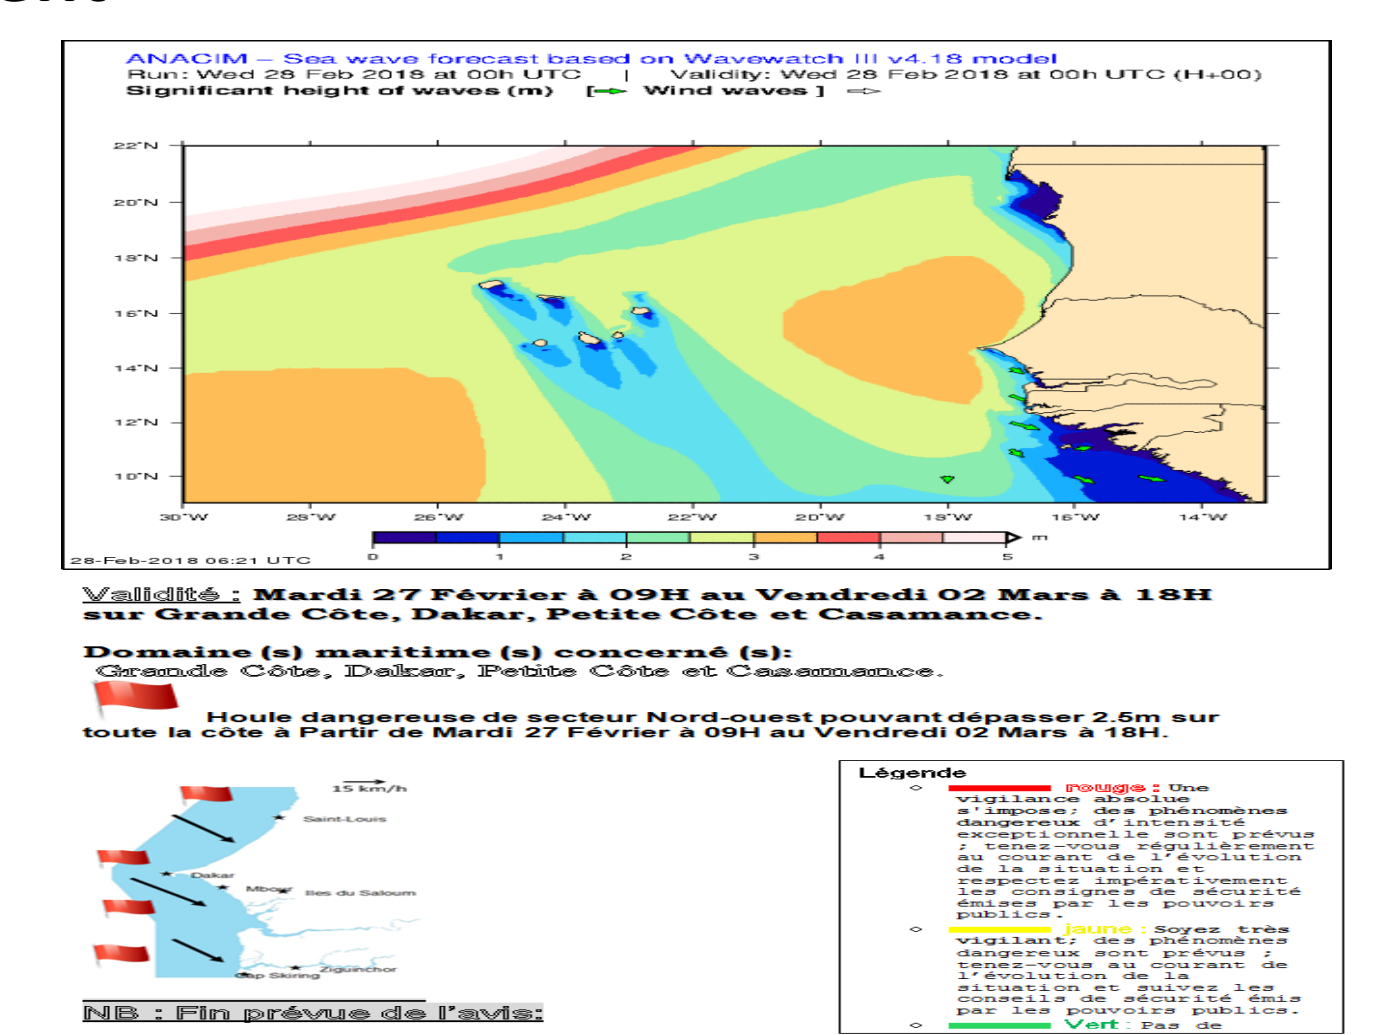 ANACIM – Sea wave forecast based on Wavewatch III v4.18 model
Run: Wed 28 Feb 2018 at 00h UTC | Validity: Wed 28 Feb 2018 at 00h UTC (H+00)
Significant height of waves (m) [ Wind waves ]
22°N
20°N
18°N
16°N
14°N
12°N
10°N
30°W 28°W 26°W 24°W 22°W 20°W 18°W 16°W 14°W
0 1 2 3 4 5 m
28-Feb-2018 06:21 UTC
Validité : Mardi 27 Février à 09H au Vendredi 02 Mars à 18H
sur Grande Côte, Dakar, Petite Côte et Casamance.
Domaine (s) maritime (s) concerné (s):
Grande Côte, Dakar, Petite Côte et Casamance.
Houle dangereuse de secteur Nord-ouest pouvant dépasser 2.5m sur
toute la côte à Partir de Mardi 27 Février à 09H au Vendredi 02 Mars à 18H.
15 km/h
Saint-Louis
Dakar
Mbour
Iles du Saloum
Ziguinchor
Cap Skiring
NB : Fin prévue de l'avis:
Légende
rouge : Une
vigilance absolue
s'impose; des phénomènes
dangereux d'intensité
exceptionnelle sont prévus
; tenez-vous régulièrement
au courant de l'évolution
de la situation et
respectez impérativement
les consignes de sécurité
émises par les pouvoirs
publics.
jaune : Soyez très
vigilant; des phénomènes
dangereux sont prévus ;
tenez-vous au courant de
l'évolution de la
situation et suivez les
conseils de sécurité émis
par les pouvoirs publics.
Vert : Pas de